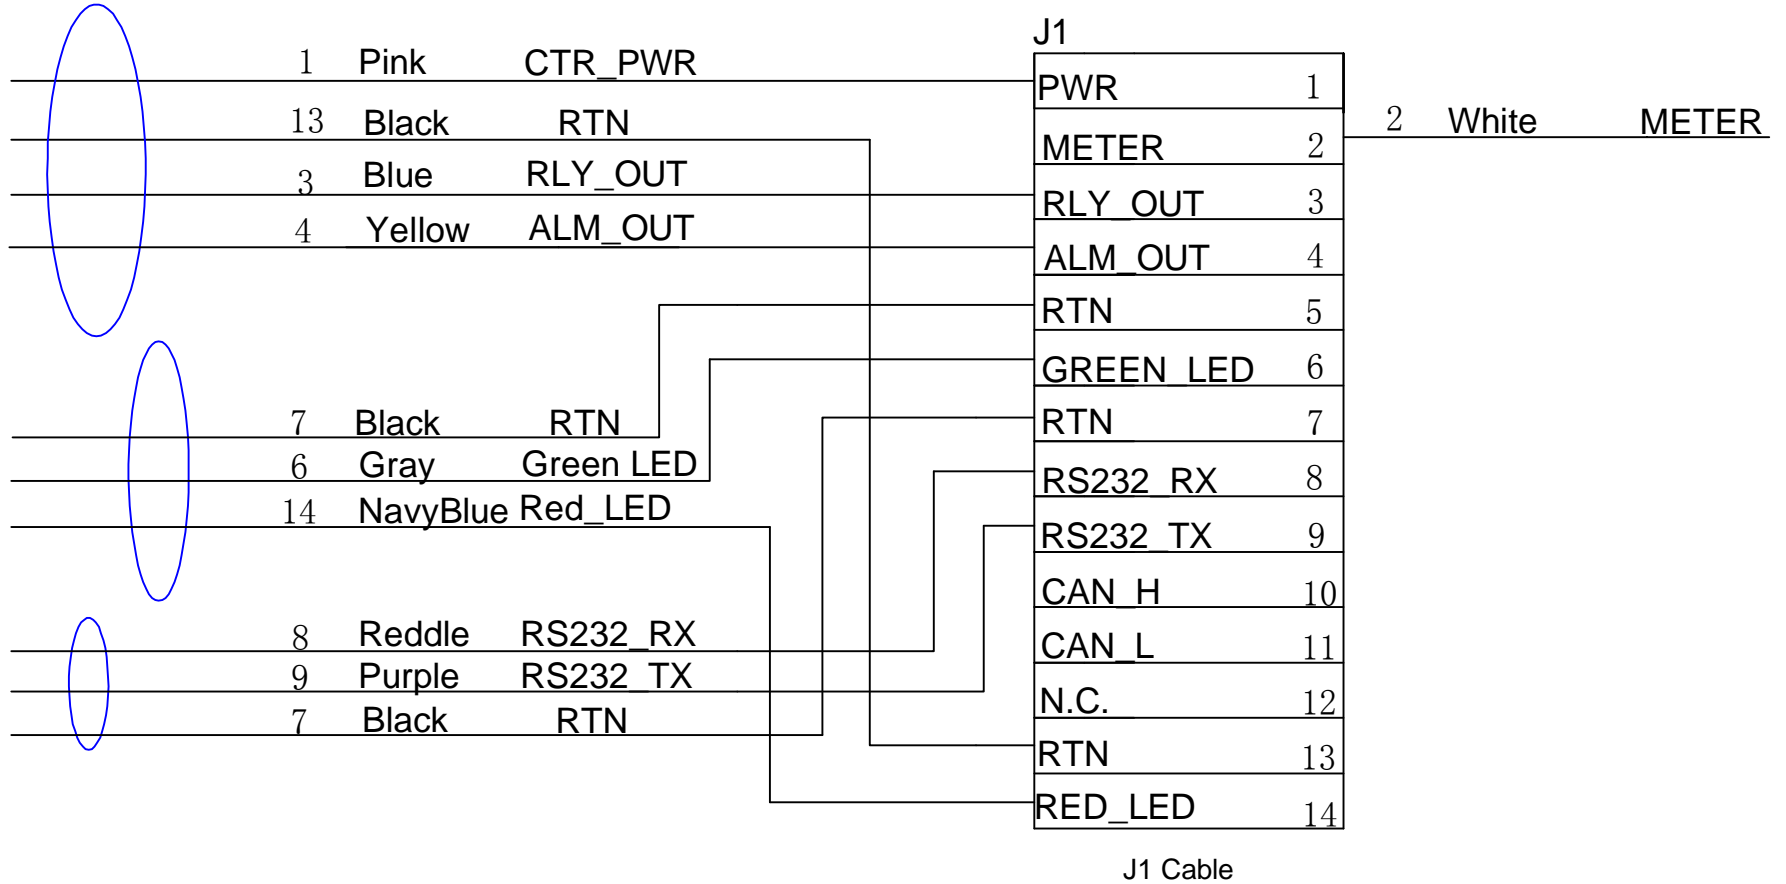 J1
1 Pink CTR_PWR
PWR 1
13 Black RTN
2 White METER
METER 2
3 Blue RLY_OUT
RLY_OUT 3
4 Yellow ALM_OUT
ALM_OUT 4
RTN 5
GREEN_LED 6
7 Black RTN
RTN 7
6 Gray Green LED
RS232_RX 8
14 NavyBlue Red_LED
RS232_TX 9
CAN_H 10
8 Reddle RS232_RX
CAN_L 11
9 Purple RS232_TX
N.C. 12
7 Black RTN
RTN 13
RED_LED 14
J1 Cable